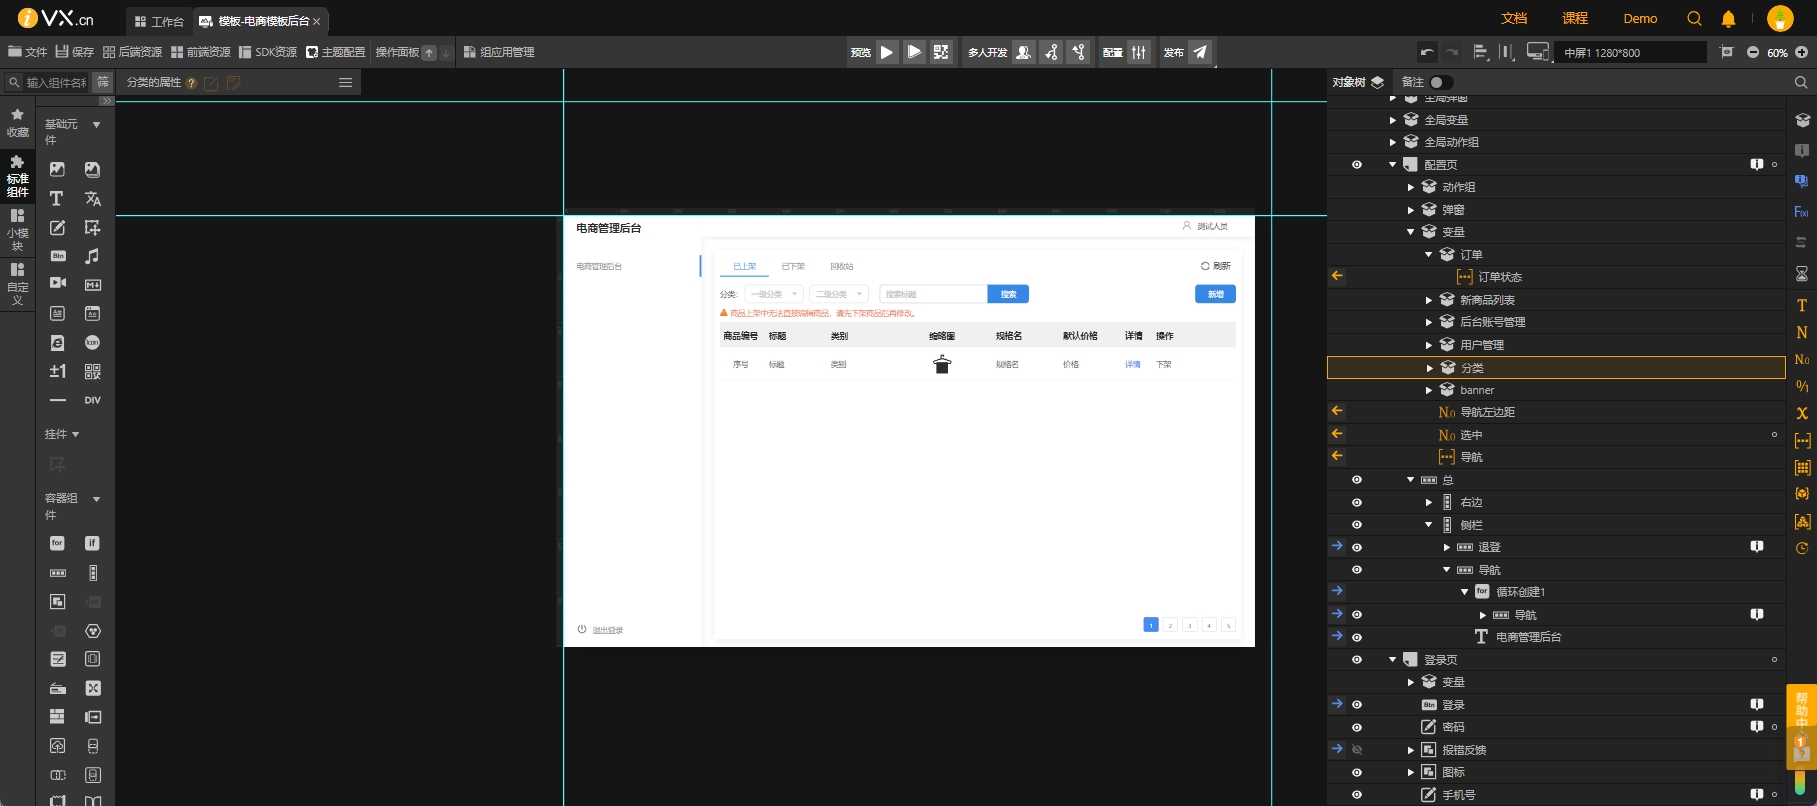 iVX.cn
工作台
模板-电商模板后台
文档
课程
Demo
文件
保存
后端资源
前端资源
SDK资源
主题配置
操作面板
组应用管理
预览
多人开发
配置
发布
中屏1 1280*800
60%
输入组件名称
筛
分类的属性
对象树
备注
收藏
标准
组件
小模
块
自定
义
基础元
件
挂件
容器组
件
Btn
M+
Icon
±1
DIV
for
if
电商管理后台
测试人员
电商管理后台
已上架
已下架
回收站
刷新
分类:
一级分类
二级分类
搜索标题
搜索
新增
商品上架中无法直接编辑商品，请先下架商品后再修改。
商品编号
标题
类别
缩略图
规格名
默认价格
详情
操作
序号
标题
类别
规格名
价格
详情
下架
退出登录
1
2
3
4
5
全局弹窗
全局变量
全局动作组
配置页
动作组
弹窗
变量
订单
订单状态
新商品列表
后台账号管理
用户管理
分类
banner
N.0 导航左边距
N.0 选中
导航
总
右边
侧栏
退登
导航
for 循环创建1
导航
T 电商管理后台
登录页
变量
Btn 登录
密码
报错反馈
图标
手机号
F(x)
T
N
N.0
0/1
X
帮
助
中
1